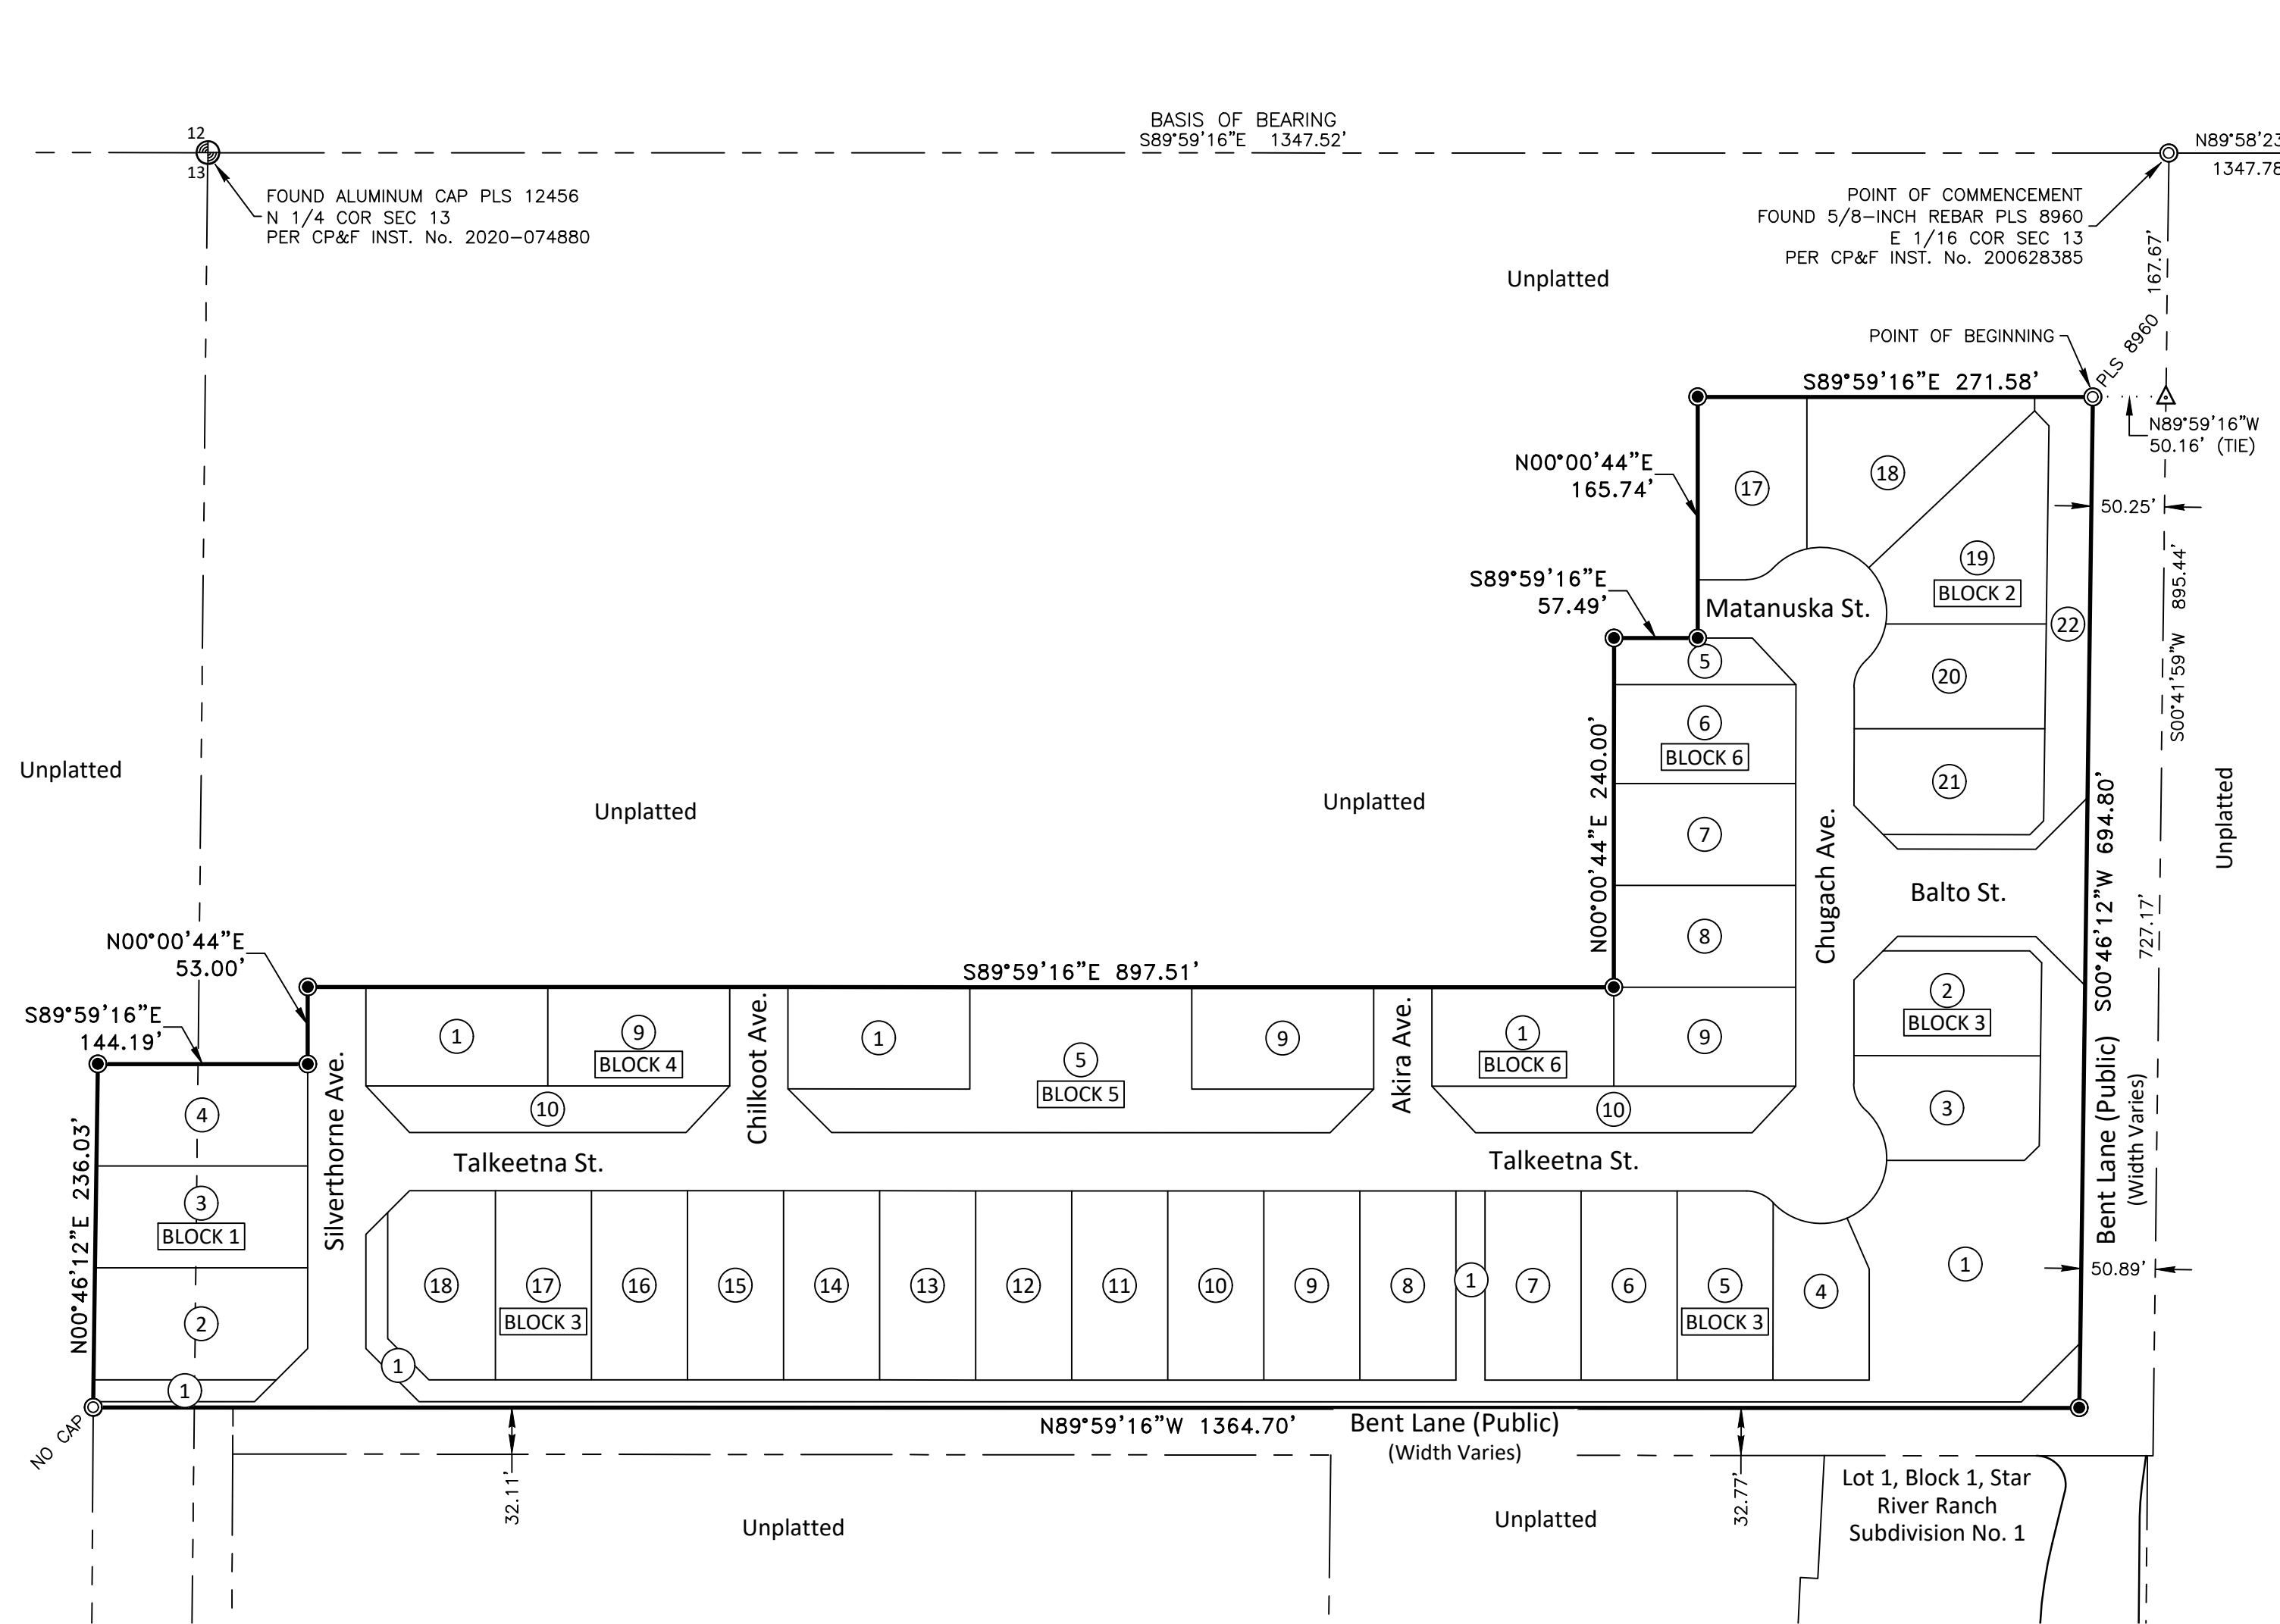 BASIS OF BEARING
S89°59'16"E 1347.52'
12
13
N89°58'23
1347.78
FOUND ALUMINUM CAP PLS 12456
N 1/4 COR SEC 13
PER CP&F INST. No. 2020-074880
POINT OF COMMENCEMENT
FOUND 5/8-INCH REBAR PLS 8960
E 1/16 COR SEC 13
PER CP&F INST. No. 200628385
167.67'
Unplatted
POINT OF BEGINNING
PLS 8960
S89°59'16"E 271.58'
N89°59'16"W
50.16' (TIE)
N00°00'44"E
165.74'
17
18
50.25'
19
BLOCK 2
S89°59'16"E
57.49'
Matanuska St.
22
S00°41'59"W 895.44'
5
20
6
BLOCK 6
21
N00°00'44"E 240.00'
7
Unplatted
Unplatted
Unplatted
Unplatted
Chugach Ave.
Balto St.
S00°46'12"W 694.80'
727.17'
8
N00°00'44"E
53.00'
S89°59'16"E 897.51'
2
BLOCK 3
S89°59'16"E
144.19'
1
9
BLOCK 4
Chilkoot Ave.
1
5
BLOCK 5
9
Akira Ave.
1
BLOCK 6
9
10
10
3
4
Silverthorne Ave.
Talkeetna St.
Talkeetna St.
Bent Lane (Public)
(Width Varies)
N00°46'12"E 236.03'
3
BLOCK 1
2
1
18
17
BLOCK 3
16
15
14
13
12
11
10
9
8
1
7
6
5
BLOCK 3
4
1
50.89'
1
NO CAP
N89°59'16"W 1364.70'
Bent Lane (Public)
(Width Varies)
32.11'
32.77'
Unplatted
Unplatted
Lot 1, Block 1, Star
River Ranch
Subdivision No. 1